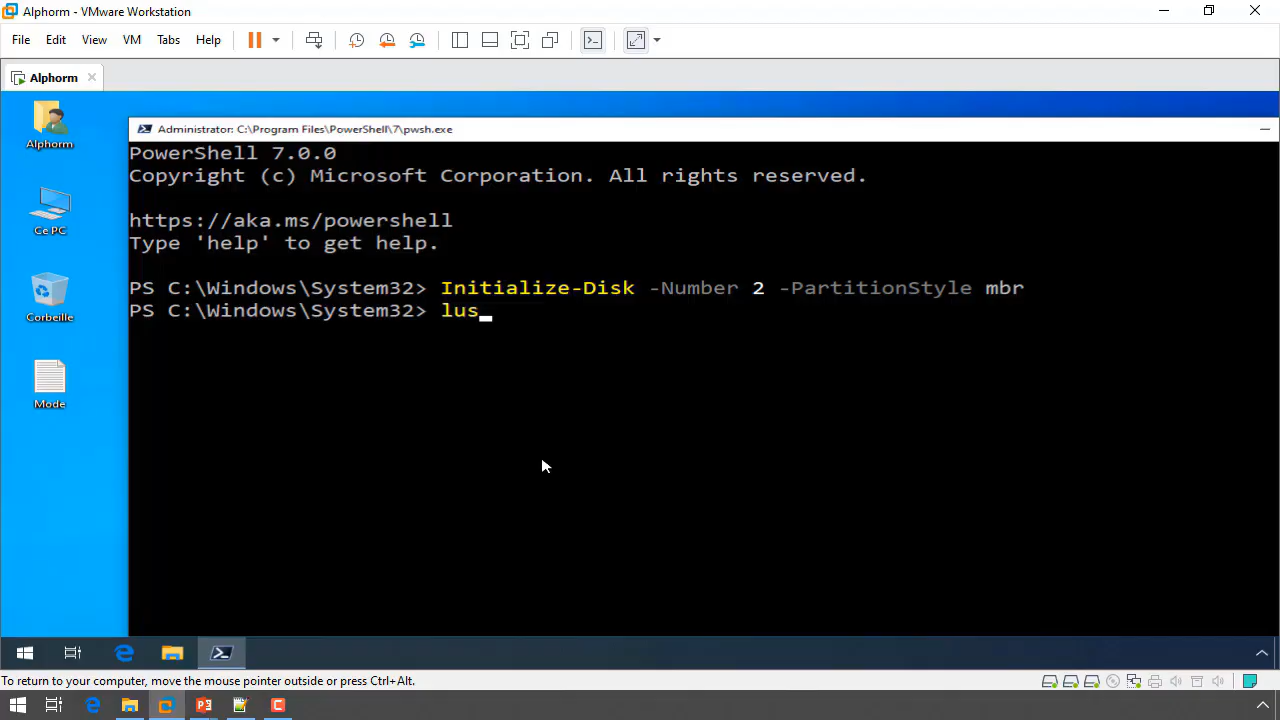 Alphorm - VMware Workstation
File Edit View VM Tabs Help
Alphorm
Alphorm
Ce PC
Corbeille
Mode
Administrator: C:\Program Files\PowerShell\7\pwsh.exe
PowerShell 7.0.0
Copyright (c) Microsoft Corporation. All rights reserved.
https://aka.ms/powershell
Type 'help' to get help.
PS C:\Windows\System32> Initialize-Disk -Number 2 -PartitionStyle mbr
PS C:\Windows\System32> lus
To return to your computer, move the mouse pointer outside or press Ctrl+Alt.